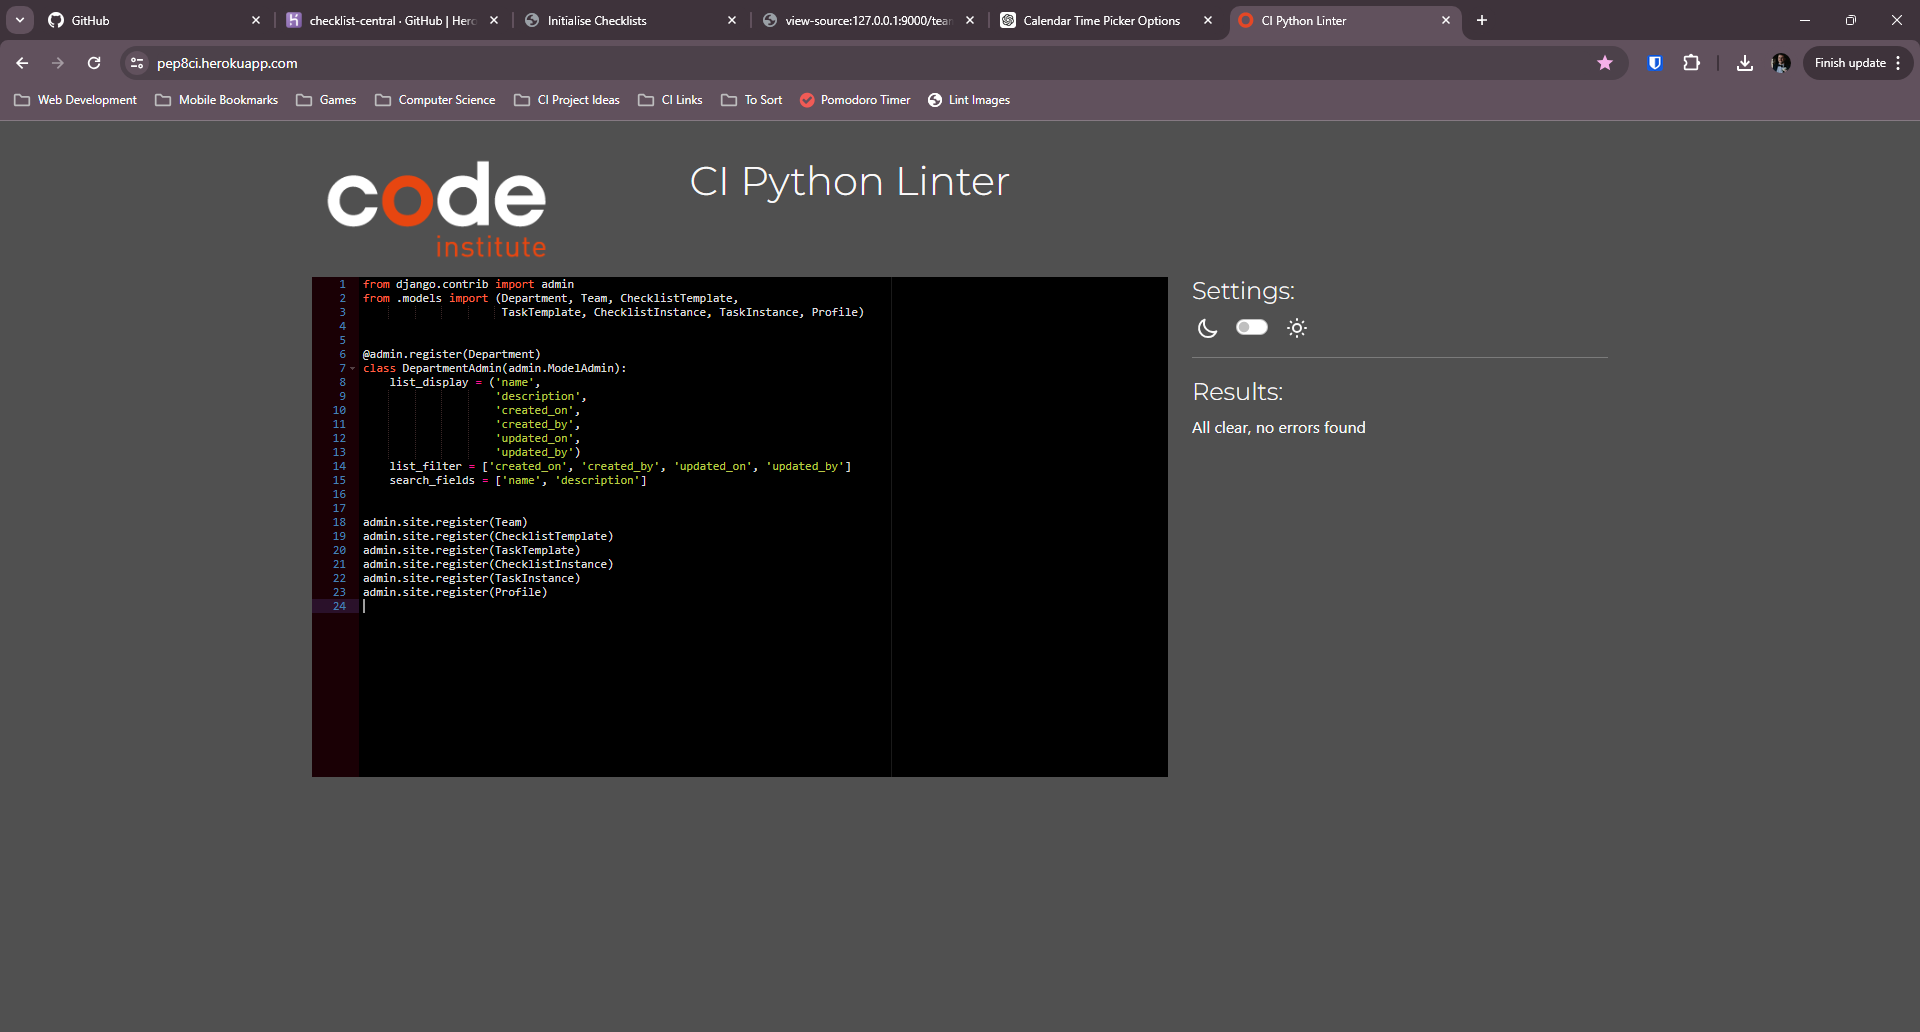 GitHub
checklist-central · GitHub | Hero
Initialise Checklists
view-source:127.0.0.1:9000/tean
Calendar Time Picker Options
CI Python Linter
pep8ci.herokuapp.com
Finish update
Web Development
Mobile Bookmarks
Games
Computer Science
CI Project Ideas
CI Links
To Sort
Pomodoro Timer
Lint Images
code
institute
CI Python Linter
1 from django.contrib import admin
2 from .models import (Department, Team, ChecklistTemplate,
3 TaskTemplate, ChecklistInstance, TaskInstance, Profile)
4
5
6 @admin.register(Department)
7 class DepartmentAdmin(admin.ModelAdmin):
8 list_display = ('name',
9 'description',
10 'created_on',
11 'created_by',
12 'updated_on',
13 'updated_by')
14 list_filter = ['created_on', 'created_by', 'updated_on', 'updated_by']
15 search_fields = ['name', 'description']
16
17
18 admin.site.register(Team)
19 admin.site.register(ChecklistTemplate)
20 admin.site.register(TaskTemplate)
21 admin.site.register(ChecklistInstance)
22 admin.site.register(TaskInstance)
23 admin.site.register(Profile)
24
Settings:
Results:
All clear, no errors found